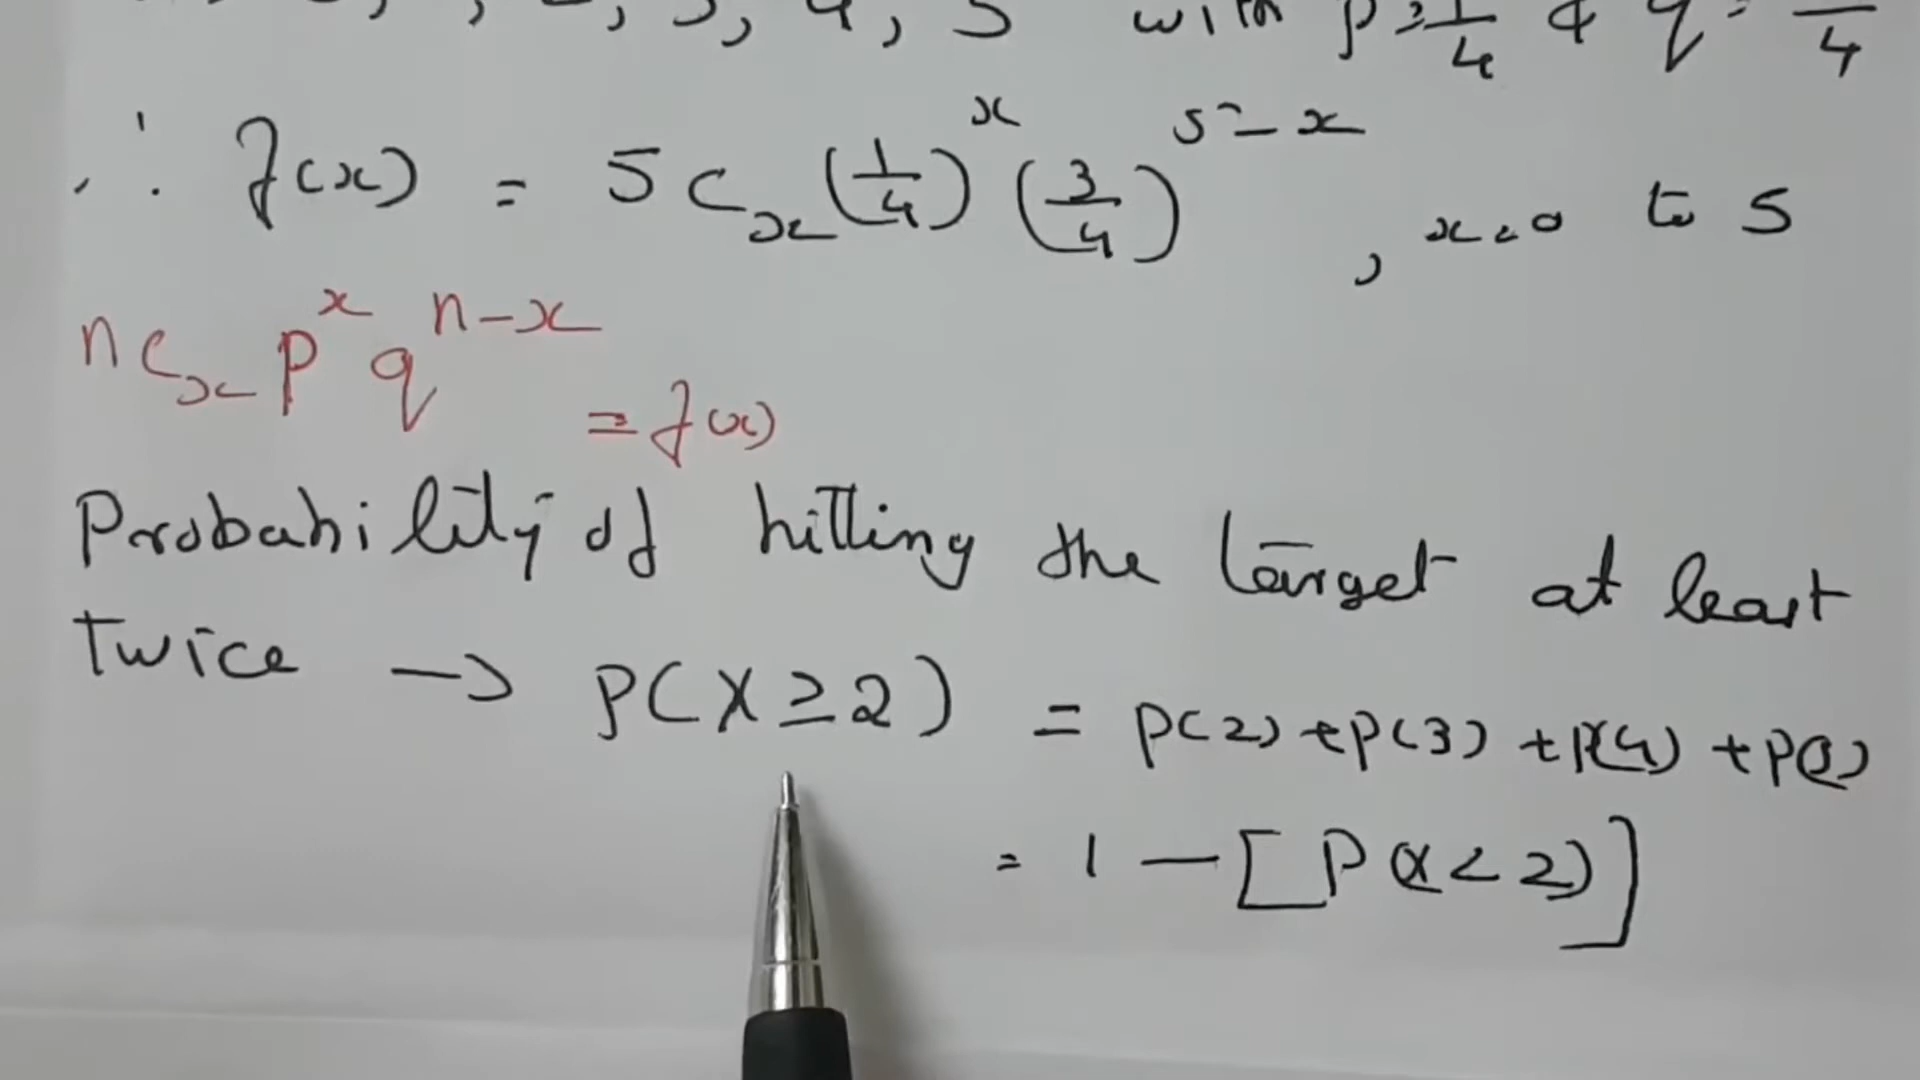 , 3, 4, 5 with p = 1/4 & q = /4
∴ f(x) = 5Cx (1/4)^x (3/4)^5-x , x=0 to 5
nCx p^x q^n-x = f(x)
Probability of hitting the target at least
twice → P(X≥2) = P(2) + P(3) + P(4) + P(5)
= 1 - [P(X<2)]